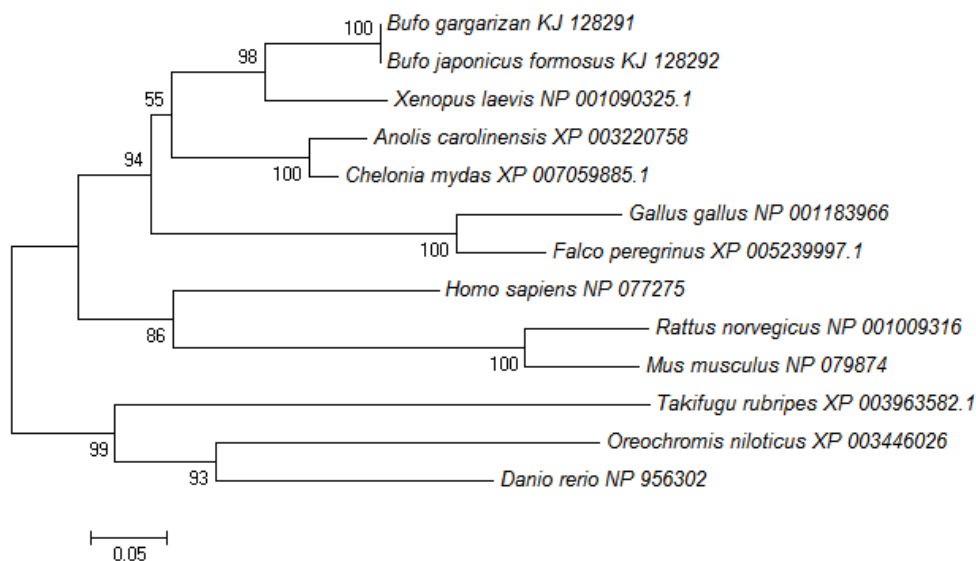 Bufo gargarizan KJ 128291
100
Bufo japonicus formosus KJ 128292
98
Xenopus laevis NP 001090325.1
55
Anolis carolinensis XP 003220758
94
100
Chelonia mydas XP 007059885.1
Gallus gallus NP 001183966
100
Falco peregrinus XP 005239997.1
Homo sapiens NP 077275
86
Rattus norvegicus NP 001009316
100
Mus musculus NP 079874
Takifugu rubripes XP 003963582.1
99
Oreochromis niloticus XP 003446026
93
Danio rerio NP 956302
0.05